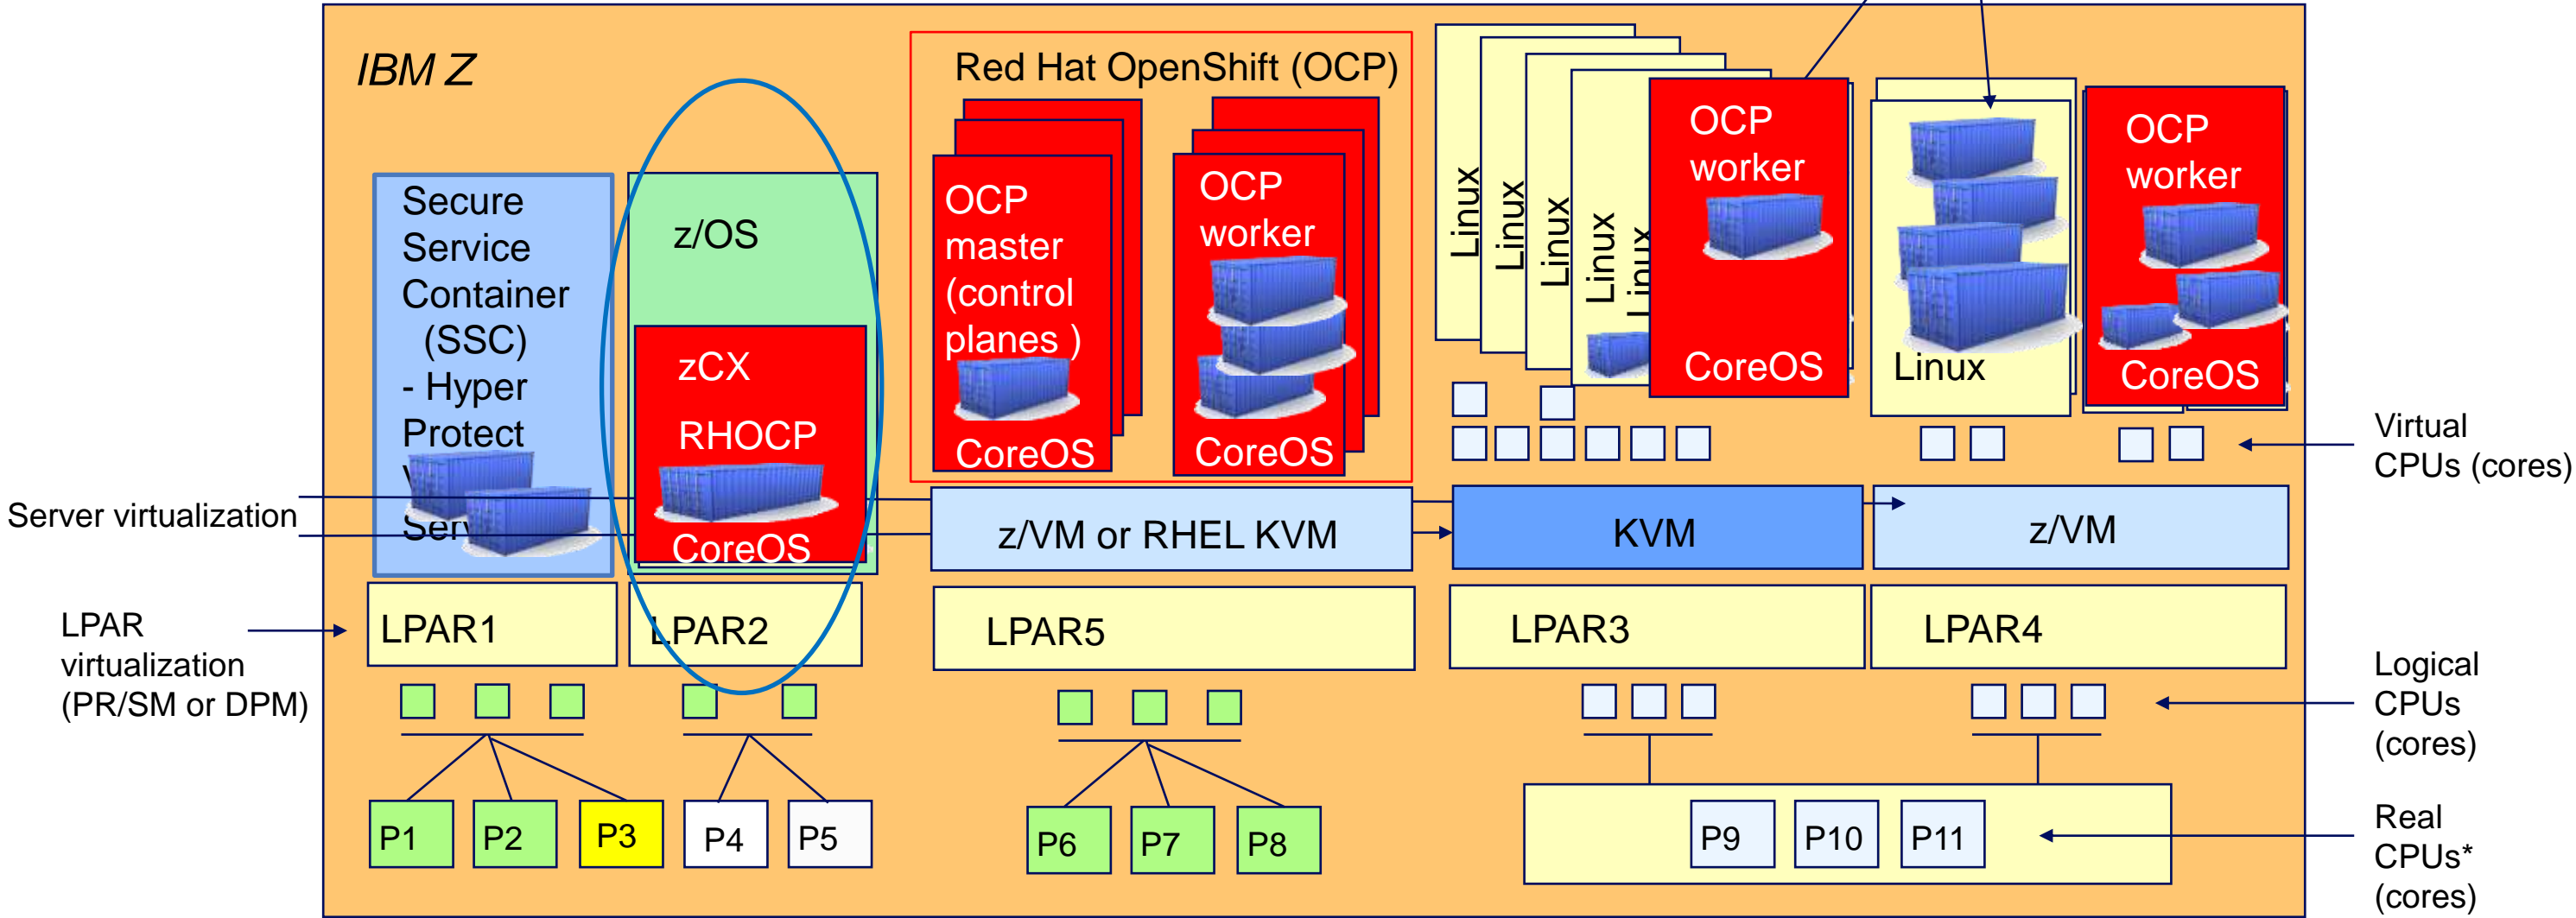 IBM Z
Red Hat OpenShift (OCP)
Secure
Service
Container
(SSC)
- Hyper
Protect
z/OS
zCX
RHOCP
CoreOS
OCP
master
(control
planes )
CoreOS
OCP
worker
CoreOS
Linux
Linux
Linux
Linux
Linux
OCP
worker
CoreOS
Linux
OCP
worker
CoreOS
Virtual
CPUs (cores)
Server virtualization
z/VM or RHEL KVM
KVM
z/VM
LPAR
virtualization
(PR/SM or DPM)
LPAR1
LPAR2
LPAR5
LPAR3
LPAR4
Logical
CPUs
(cores)
P1
P2
P3
P4
P5
P6
P7
P8
P9
P10
P11
Real
CPUs*
(cores)